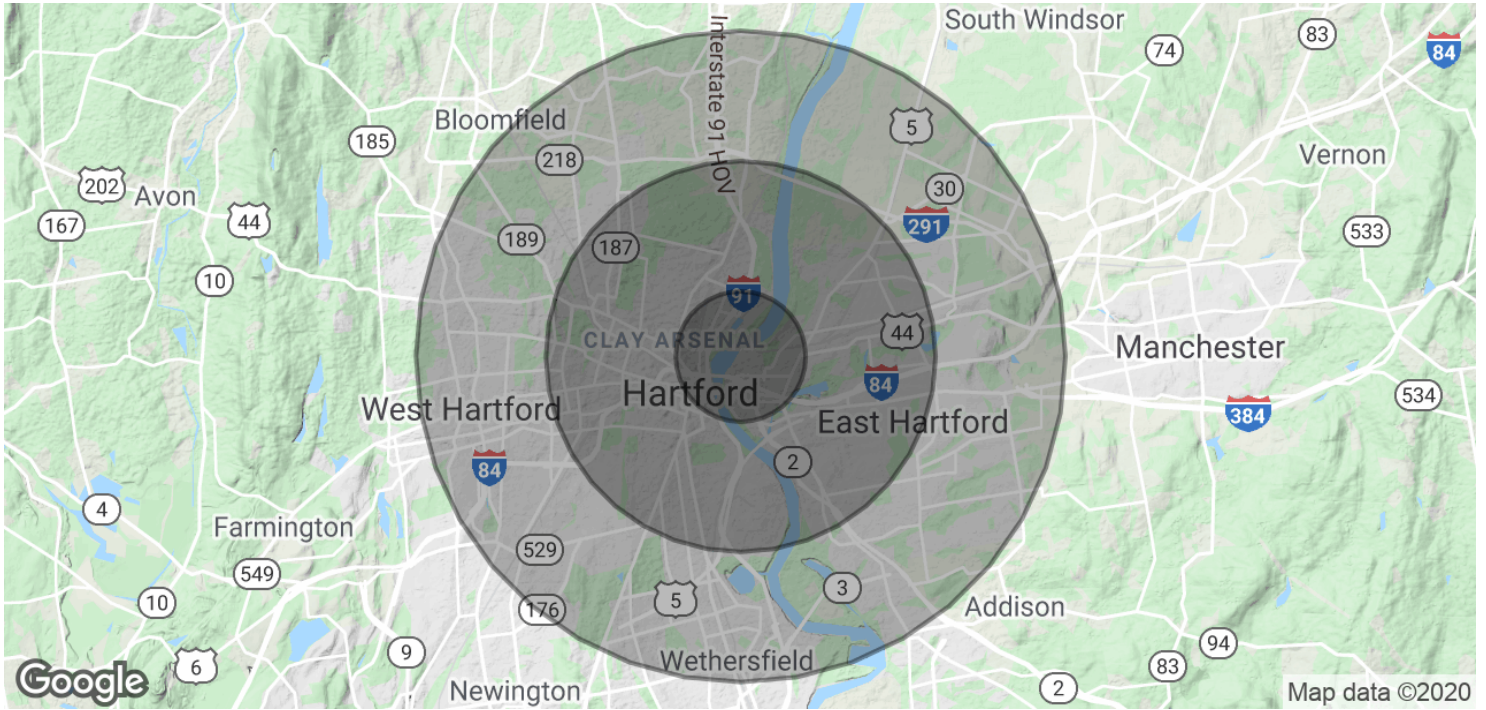 South Windsor
83
74
84
Interstate 91 HOV
Bloomfield
5
185
218
Vernon
202
Avon
30
167
44
291
533
189
187
10
91
44
CLAY ARSENAL
Manchester
84
Hartford
534
West Hartford
384
East Hartford
84
2
4
Farmington
529
549
3
10
5
176
Addison
94
9
Wethersfield
83
6
Google
Newington
2
Map data ©2020